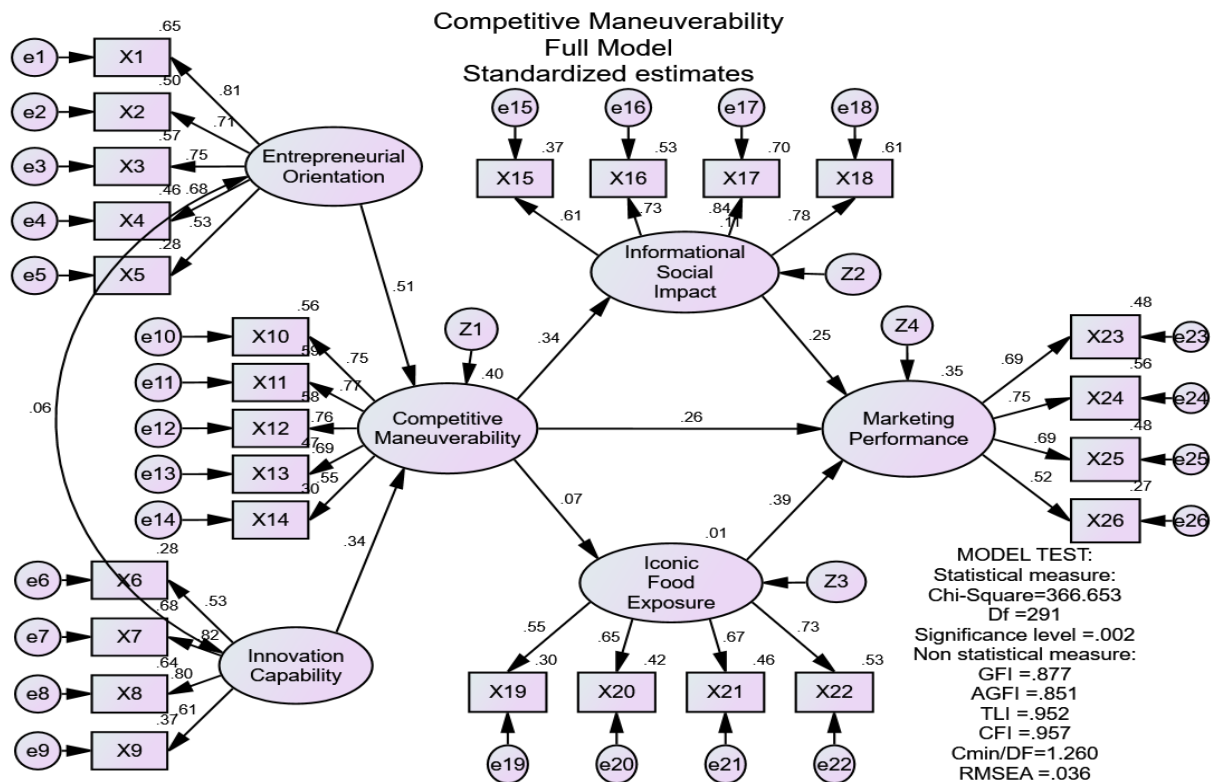 Competitive Maneuverability
Full Model
Standardized estimates
e1
X1
.65
.81
e2
X2
.50
.71
e3
X3
.57
.75
e4
X4
.46
.68
e5
X5
.28
.53
Entrepreneurial
Orientation
.06
.51
e10
X10
.56
.75
e11
X11
.59
.77
e12
X12
.58
.76
e13
X13
.47
.69
e14
X14
.30
.55
Z1
.40
Competitive
Maneuverability
.34
e6
X6
.28
.53
e7
X7
.68
.82
e8
X8
.64
.80
e9
X9
.37
.61
Innovation
Capability
e15
e16
e17
e18
.37
.53
.70
.61
X15
X16
X17
X18
.61
.73
.84
.78
.11
Informational
Social
Impact
Z2
.34
.25
.26
.07
.39
Z4
.35
Marketing
Performance
.48
X23
e23
.69
.56
X24
e24
.75
.48
X25
e25
.69
.27
X26
e26
.52
.01
Iconic
Food
Exposure
Z3
.55
.65
.67
.73
.30
.42
.46
.53
X19
X20
X21
X22
e19
e20
e21
e22
MODEL TEST:
Statistical measure:
Chi-Square=366.653
Df =291
Significance level =.002
Non statistical measure:
GFI =.877
AGFI =.851
TLI =.952
CFI =.957
Cmin/DF=1.260
RMSEA =.036